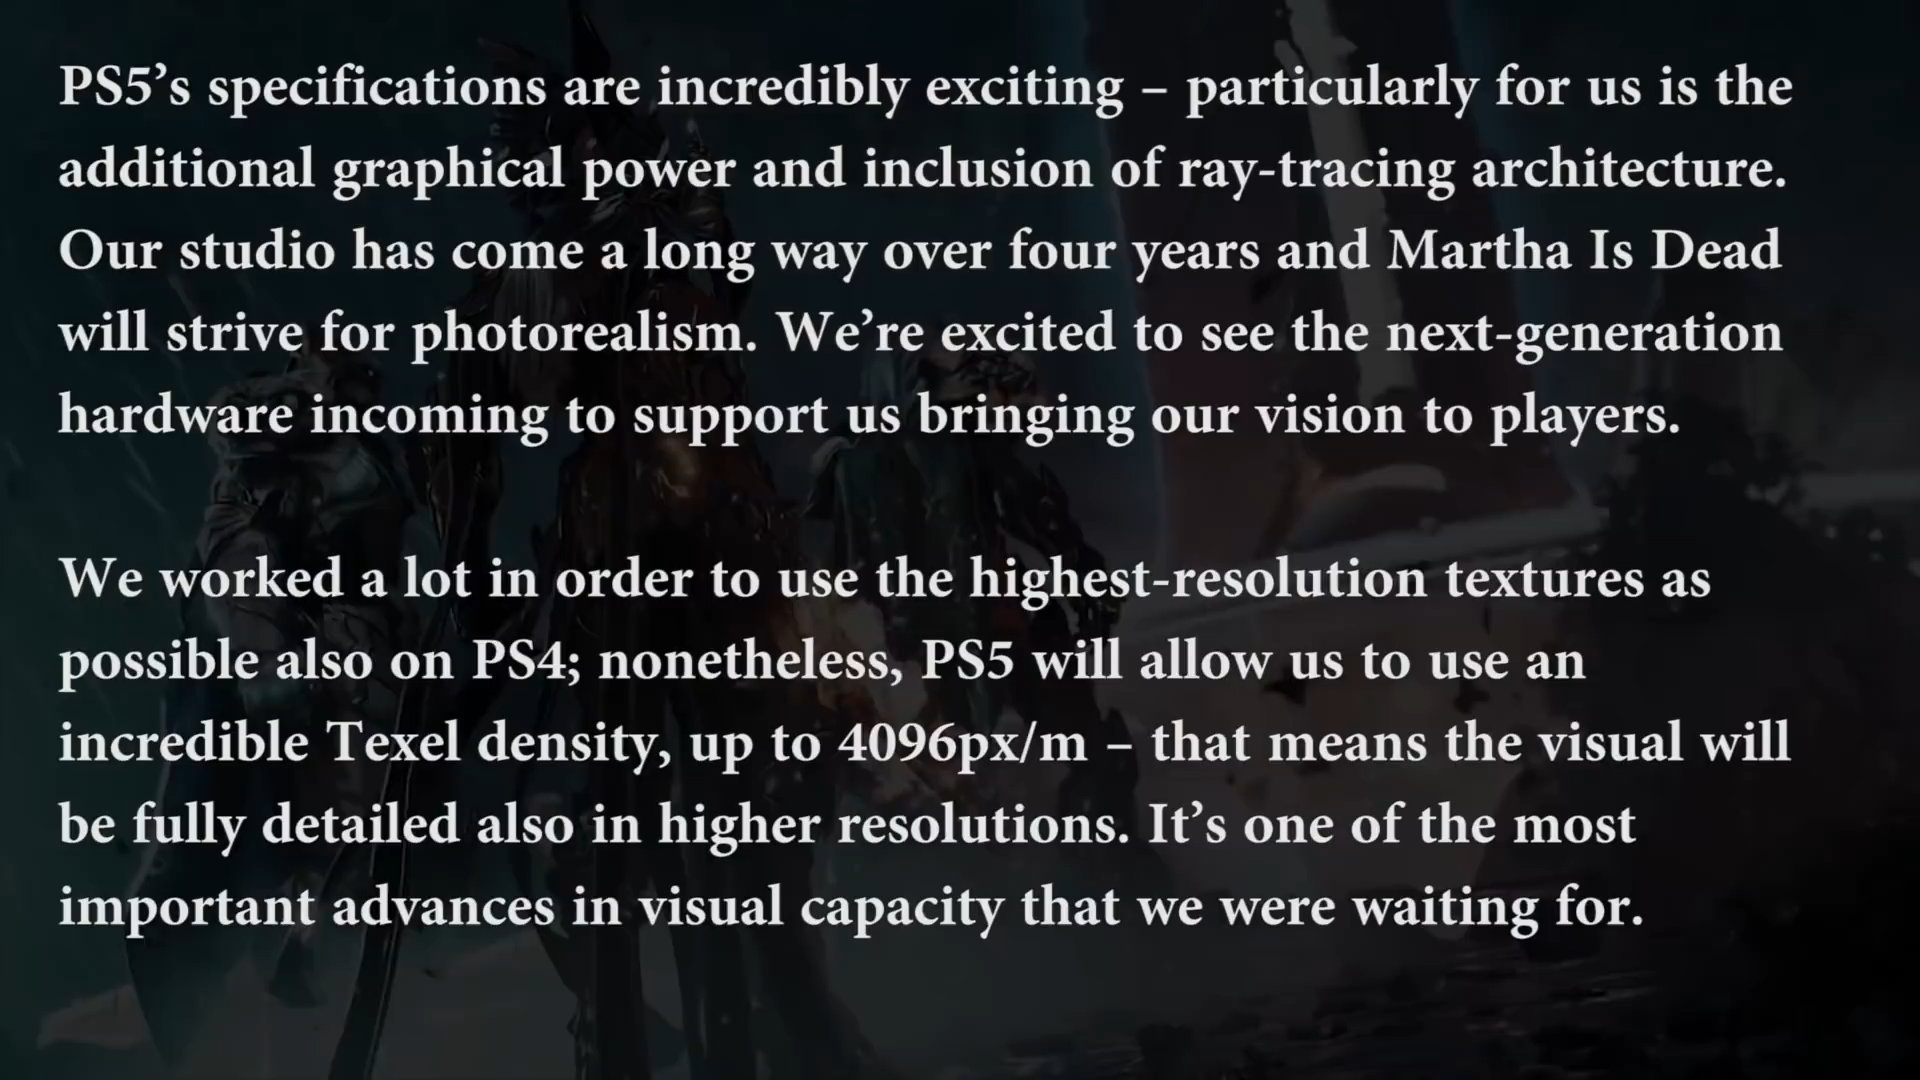 PS5’s specifications are incredibly exciting – particularly for us is the
additional graphical power and inclusion of ray-tracing architecture.
Our studio has come a long way over four years and Martha Is Dead
will strive for photorealism. We’re excited to see the next-generation
hardware incoming to support us bringing our vision to players.
We worked a lot in order to use the highest-resolution textures as
possible also on PS4; nonetheless, PS5 will allow us to use an
incredible Texel density, up to 4096px/m – that means the visual will
be fully detailed also in higher resolutions. It’s one of the most
important advances in visual capacity that we were waiting for.